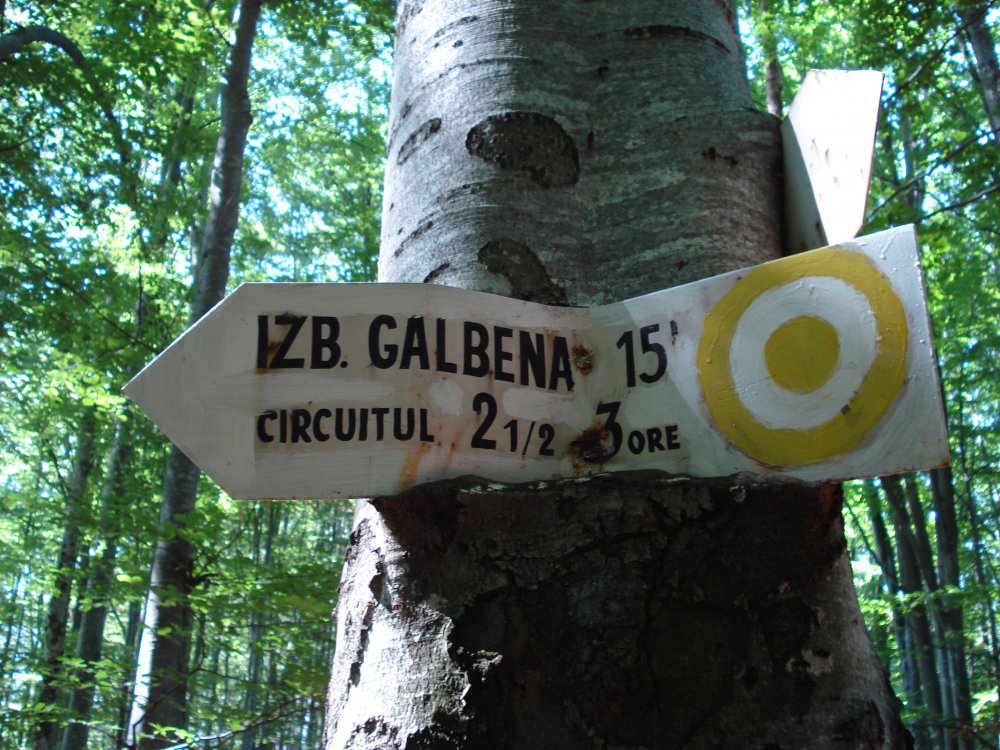 IZB. GALBENA 15'
CIRCUITUL 2 1/2 3 ORE